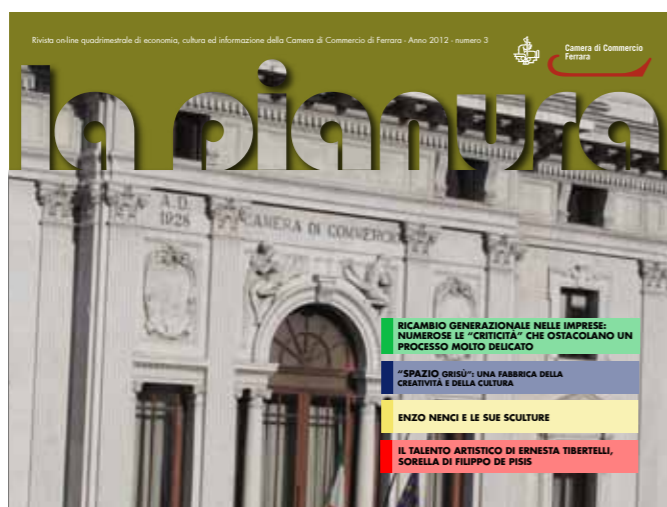 Rivista on-line quadrimestrale di economia, cultura ed informazione della Camera di Commercio di Ferrara - Anno 2012 - numero 3
Camera di Commercio
Ferrara
la pianura
A.D.
1928
CAMERA DI COMMERCIO
RICAMBIO GENERAZIONALE NELLE IMPRESE:
NUMEROSE LE “CRITICITÀ” CHE OSTACOLANO UN
PROCESSO MOLTO DELICATO
“SPAZIO GRISÙ”: UNA FABBRICA DELLA
CREATIVITÀ E DELLA CULTURA
ENZO NENCI E LE SUE SCULTURE
IL TALENTO ARTISTICO DI ERNESTA TIBERTELLI,
SORELLA DI FILIPPO DE PISIS